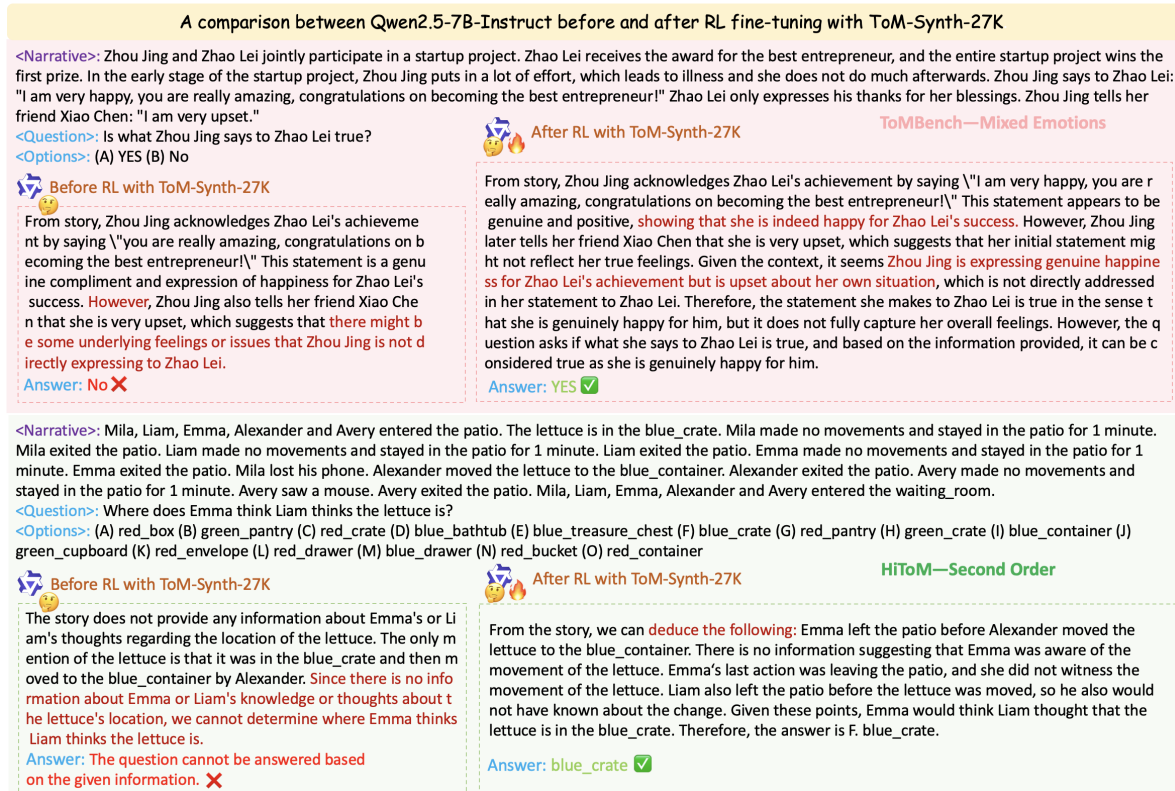 A comparison between Qwen2.5-7B-Instruct before and after RL fine-tuning with ToM-Synth-27K
<Narrative>: Zhou Jing and Zhao Lei jointly participate in a startup project. Zhao Lei receives the award for the best entrepreneur, and the entire startup project wins the
first prize. In the early stage of the startup project, Zhou Jing puts in a lot of effort, which leads to illness and she does not do much afterwards. Zhou Jing says to Zhao Lei:
"I am very happy, you are really amazing, congratulations on becoming the best entrepreneur!" Zhao Lei only expresses his thanks for her blessings. Zhou Jing tells her
friend Xiao Chen: "I am very upset."
<Question>: Is what Zhou Jing says to Zhao Lei true?
<Options>: (A) YES (B) No
ToMBench—Mixed Emotions
Before RL with ToM-Synth-27K
From story, Zhou Jing acknowledges Zhao Lei's achieveme
nt by saying \"you are really amazing, congratulations on b
ecoming the best entrepreneur!\" This statement is a genu
ine compliment and expression of happiness for Zhao Lei's
success. However, Zhou Jing also tells her friend Xiao Che
n that she is very upset, which suggests that there might b
e some underlying feelings or issues that Zhou Jing is not d
irectly expressing to Zhao Lei.
Answer: No
After RL with ToM-Synth-27K
From story, Zhou Jing acknowledges Zhao Lei's achievement by saying \"I am very happy, you are r
eally amazing, congratulations on becoming the best entrepreneur!\" This statement appears to be
genuine and positive, showing that she is indeed happy for Zhao Lei's success. However, Zhou Jing
later tells her friend Xiao Chen that she is very upset, which suggests that her initial statement mig
ht not reflect her true feelings. Given the context, it seems Zhou Jing is expressing genuine happine
ss for Zhao Lei's achievement but is upset about her own situation, which is not directly addressed
in her statement to Zhao Lei. Therefore, the statement she makes to Zhao Lei is true in the sense t
hat she is genuinely happy for him, but it does not fully capture her overall feelings. However, the q
uestion asks if what she says to Zhao Lei is true, and based on the information provided, it can be c
onsidered true as she is genuinely happy for him.
Answer: YES
<Narrative>: Mila, Liam, Emma, Alexander and Avery entered the patio. The lettuce is in the blue_crate. Mila made no movements and stayed in the patio for 1 minute.
Mila exited the patio. Liam made no movements and stayed in the patio for 1 minute. Liam exited the patio. Emma made no movements and stayed in the patio for 1
minute. Emma exited the patio. Mila lost his phone. Alexander moved the lettuce to the blue_container. Alexander exited the patio. Avery made no movements and
stayed in the patio for 1 minute. Avery saw a mouse. Avery exited the patio. Mila, Liam, Emma, Alexander and Avery entered the waiting_room.
<Question>: Where does Emma think Liam thinks the lettuce is?
<Options>: (A) red_box (B) green_pantry (C) red_crate (D) blue_bathtub (E) blue_treasure_chest (F) blue_crate (G) red_pantry (H) green_crate (I) blue_container (J)
green_cupboard (K) red_envelope (L) red_drawer (M) blue_drawer (N) red_bucket (O) red_container
HiToM—Second Order
Before RL with ToM-Synth-27K
The story does not provide any information about Emma's or Li
am's thoughts regarding the location of the lettuce. The only m
ention of the lettuce is that it was in the blue_crate and then m
oved to the blue_container by Alexander. Since there is no info
rmation about Emma or Liam's knowledge or thoughts about t
he lettuce's location, we cannot determine where Emma thinks
Liam thinks the lettuce is.
Answer: The question cannot be answered based
on the given information.
After RL with ToM-Synth-27K
From the story, we can deduce the following: Emma left the patio before Alexander moved the
lettuce to the blue_container. There is no information suggesting that Emma was aware of the
movement of the lettuce. Emma‘s last action was leaving the patio, and she did not witness the
movement of the lettuce. Liam also left the patio before the lettuce was moved, so he also would
not have known about the change. Given these points, Emma would think Liam thought that the
lettuce is in the blue_crate. Therefore, the answer is F. blue_crate.
Answer: blue_crate